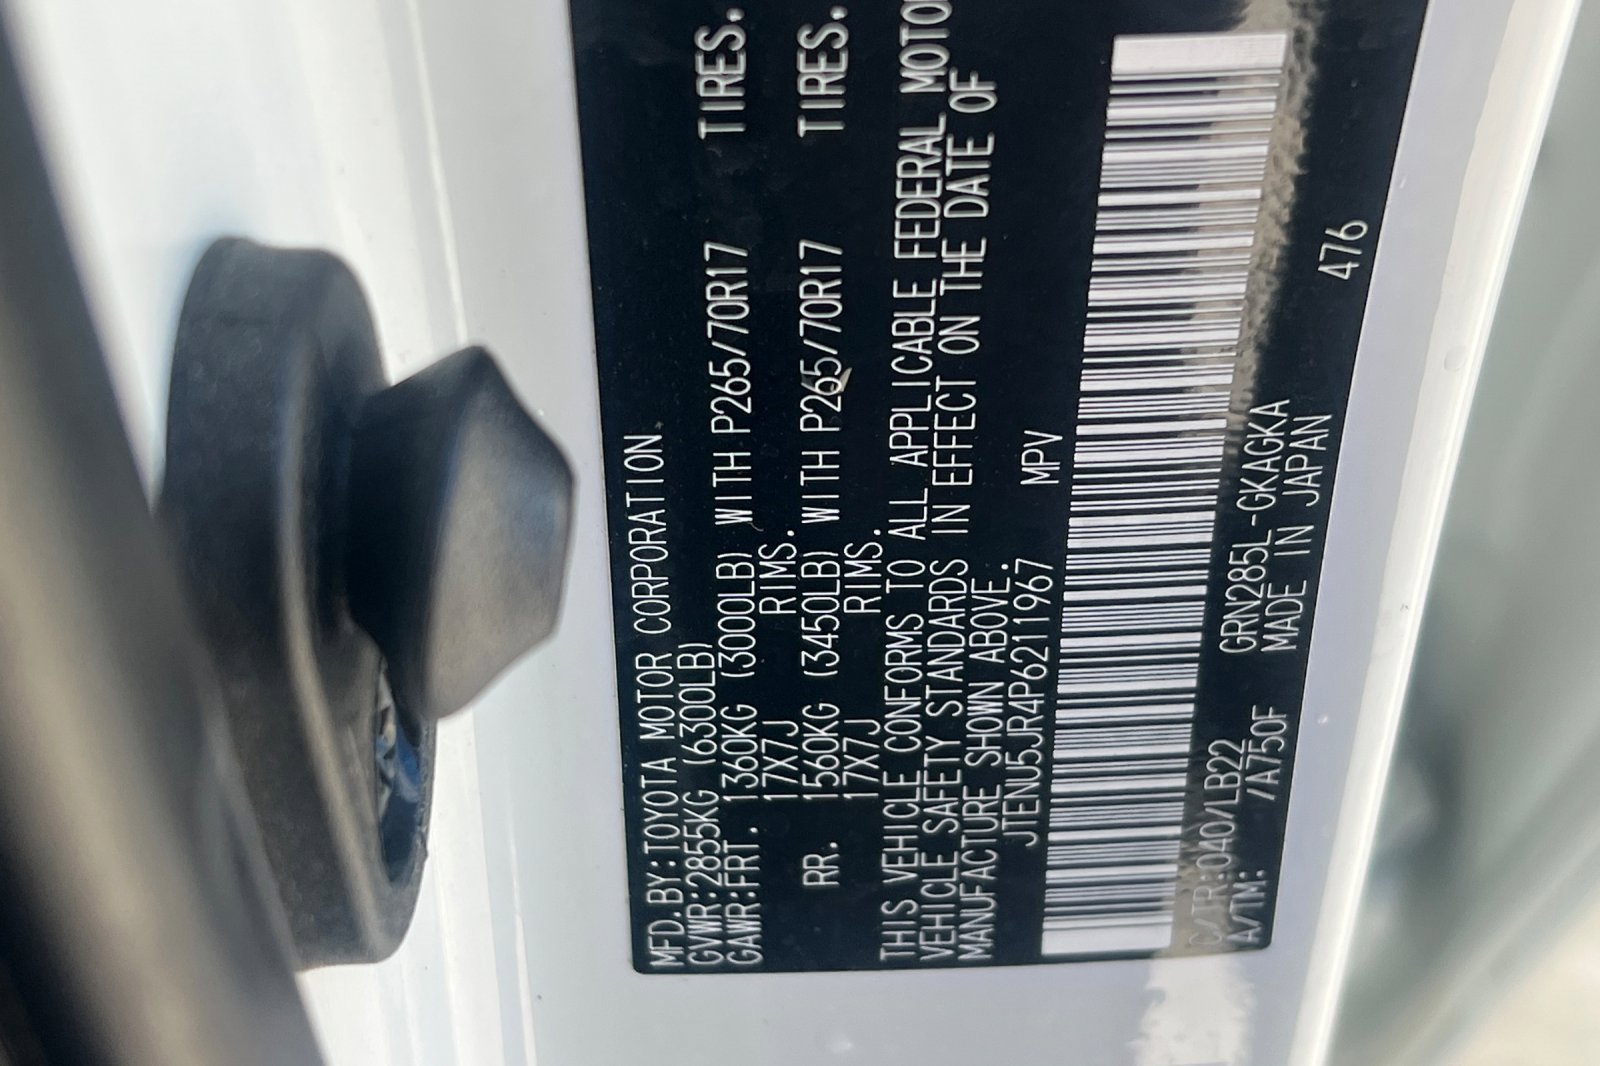 MFD.BY:TOYOTA MOTOR CORPORATION
GVWR:2855KG (6300LB)
GAWR:FRT. 1360KG (3000LB) WITH P265/70R17 TIRES.
17X7J RIMS.
RR. 1560KG (3450LB) WITH P265/70R17 TIRES.
17X7J RIMS.
THIS VEHICLE CONFORMS TO ALL APPLICABLE FEDERAL MOTO
VEHICLE SAFETY STANDARDS IN EFFECT ON THE DATE OF
MANUFACTURE SHOWN ABOVE.
JTENU5JR4P6211967 MPV
C/TR:040/LB22 GRN285L-GKAGKA 476
A/TM: /A750F MADE IN JAPAN